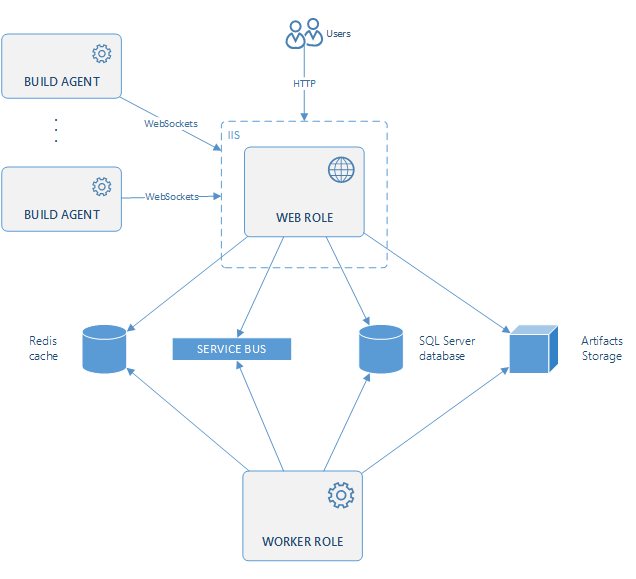 Users
BUILD AGENT
HTTP
WebSockets
IIS
BUILD AGENT
WebSockets
WEB ROLE
Redis
cache
SERVICE BUS
SQL Server
database
Artifacts
Storage
WORKER ROLE